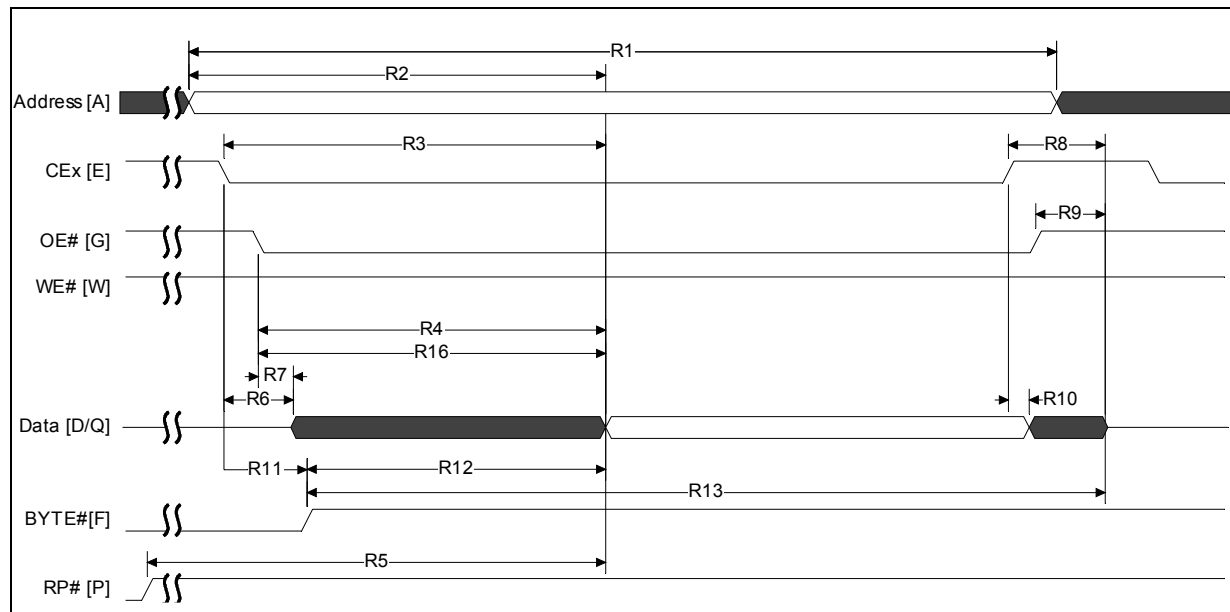 R1
R2
Address [A]
R3
R8
CEx [E]
R9
OE# [G]
WE# [W]
R4
R16
R7
R6
R10
Data [D/Q]
R11
R12
R13
BYTE#[F]
R5
RP# [P]